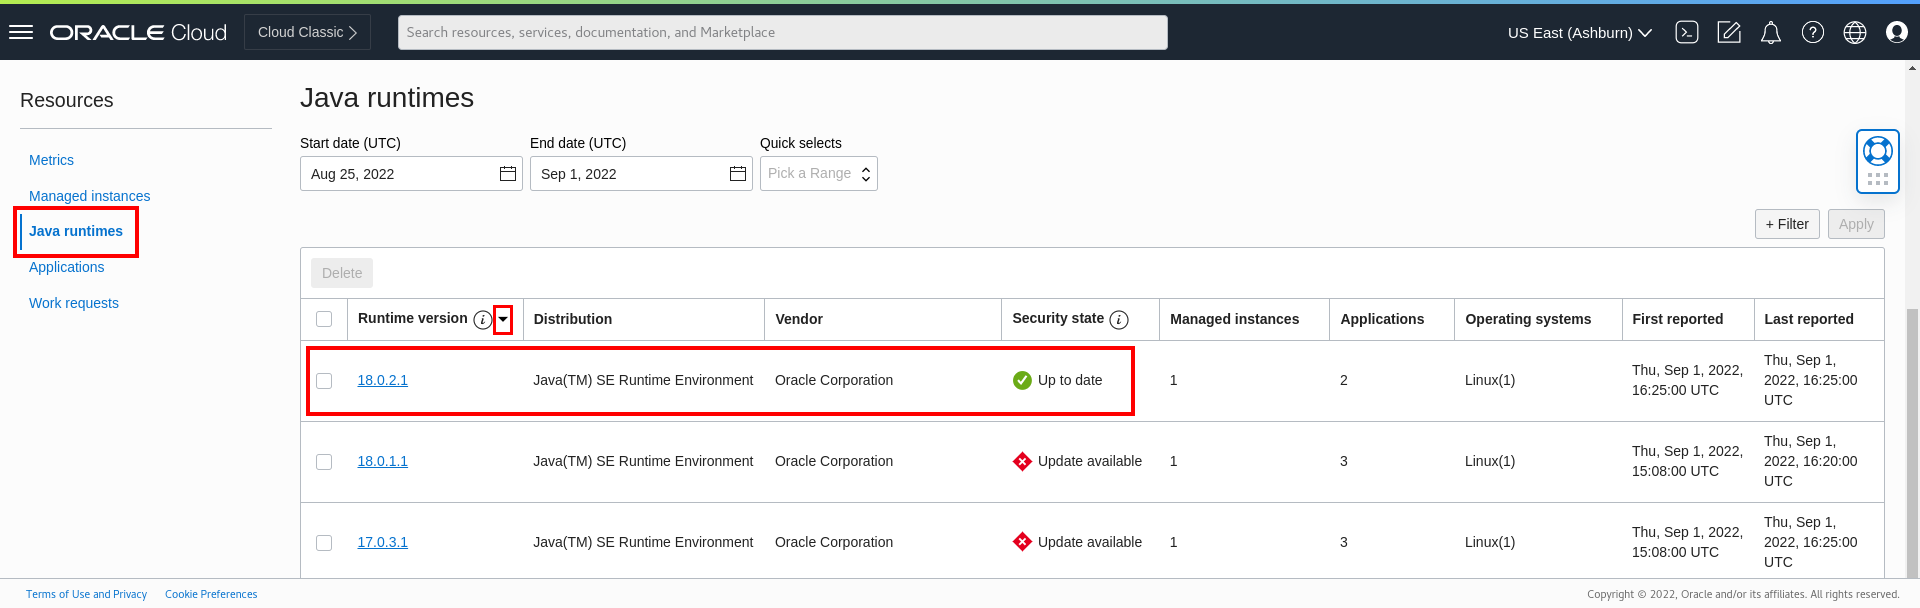 ORACLE Cloud
Cloud Classic
Search resources, services, documentation, and Marketplace
US East (Ashburn)
Resources
Metrics
Managed instances
Java runtimes
Applications
Work requests
Java runtimes
Start date (UTC) End date (UTC) Quick selects
Aug 25, 2022 Sep 1, 2022 Pick a Range
+ Filter Apply
Delete
Runtime version i Distribution Vendor Security state i Managed instances Applications Operating systems First reported Last reported
18.0.2.1 Java(TM) SE Runtime Environment Oracle Corporation Up to date 1 2 Linux(1) Thu, Sep 1, 2022, 16:25:00 UTC Thu, Sep 1, 2022, 16:25:00 UTC
18.0.1.1 Java(TM) SE Runtime Environment Oracle Corporation Update available 1 3 Linux(1) Thu, Sep 1, 2022, 15:08:00 UTC Thu, Sep 1, 2022, 16:20:00 UTC
17.0.3.1 Java(TM) SE Runtime Environment Oracle Corporation Update available 1 3 Linux(1) Thu, Sep 1, 2022, 15:08:00 UTC Thu, Sep 1, 2022, 16:25:00 UTC
Terms of Use and Privacy Cookie Preferences
Copyright © 2022, Oracle and/or its affiliates. All rights reserved.